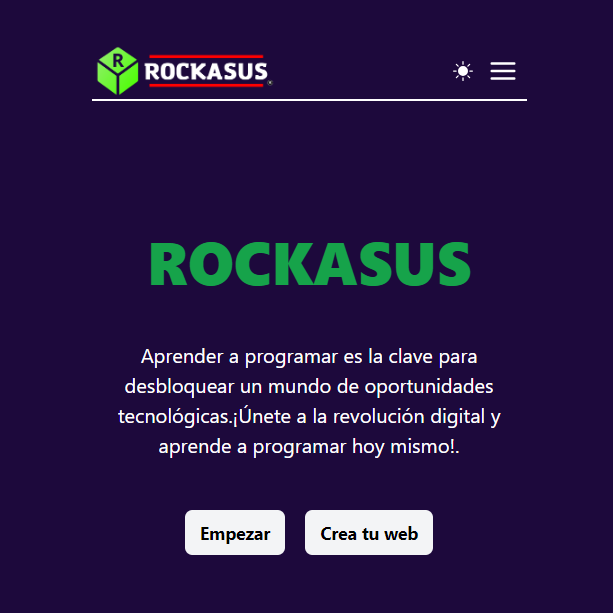 R
ROCKASUS
ROCKASUS
Aprender a programar es la clave para
desbloquear un mundo de oportunidades
tecnológicas.¡Únete a la revolución digital y
aprende a programar hoy mismo!.
Empezar
Crea tu web